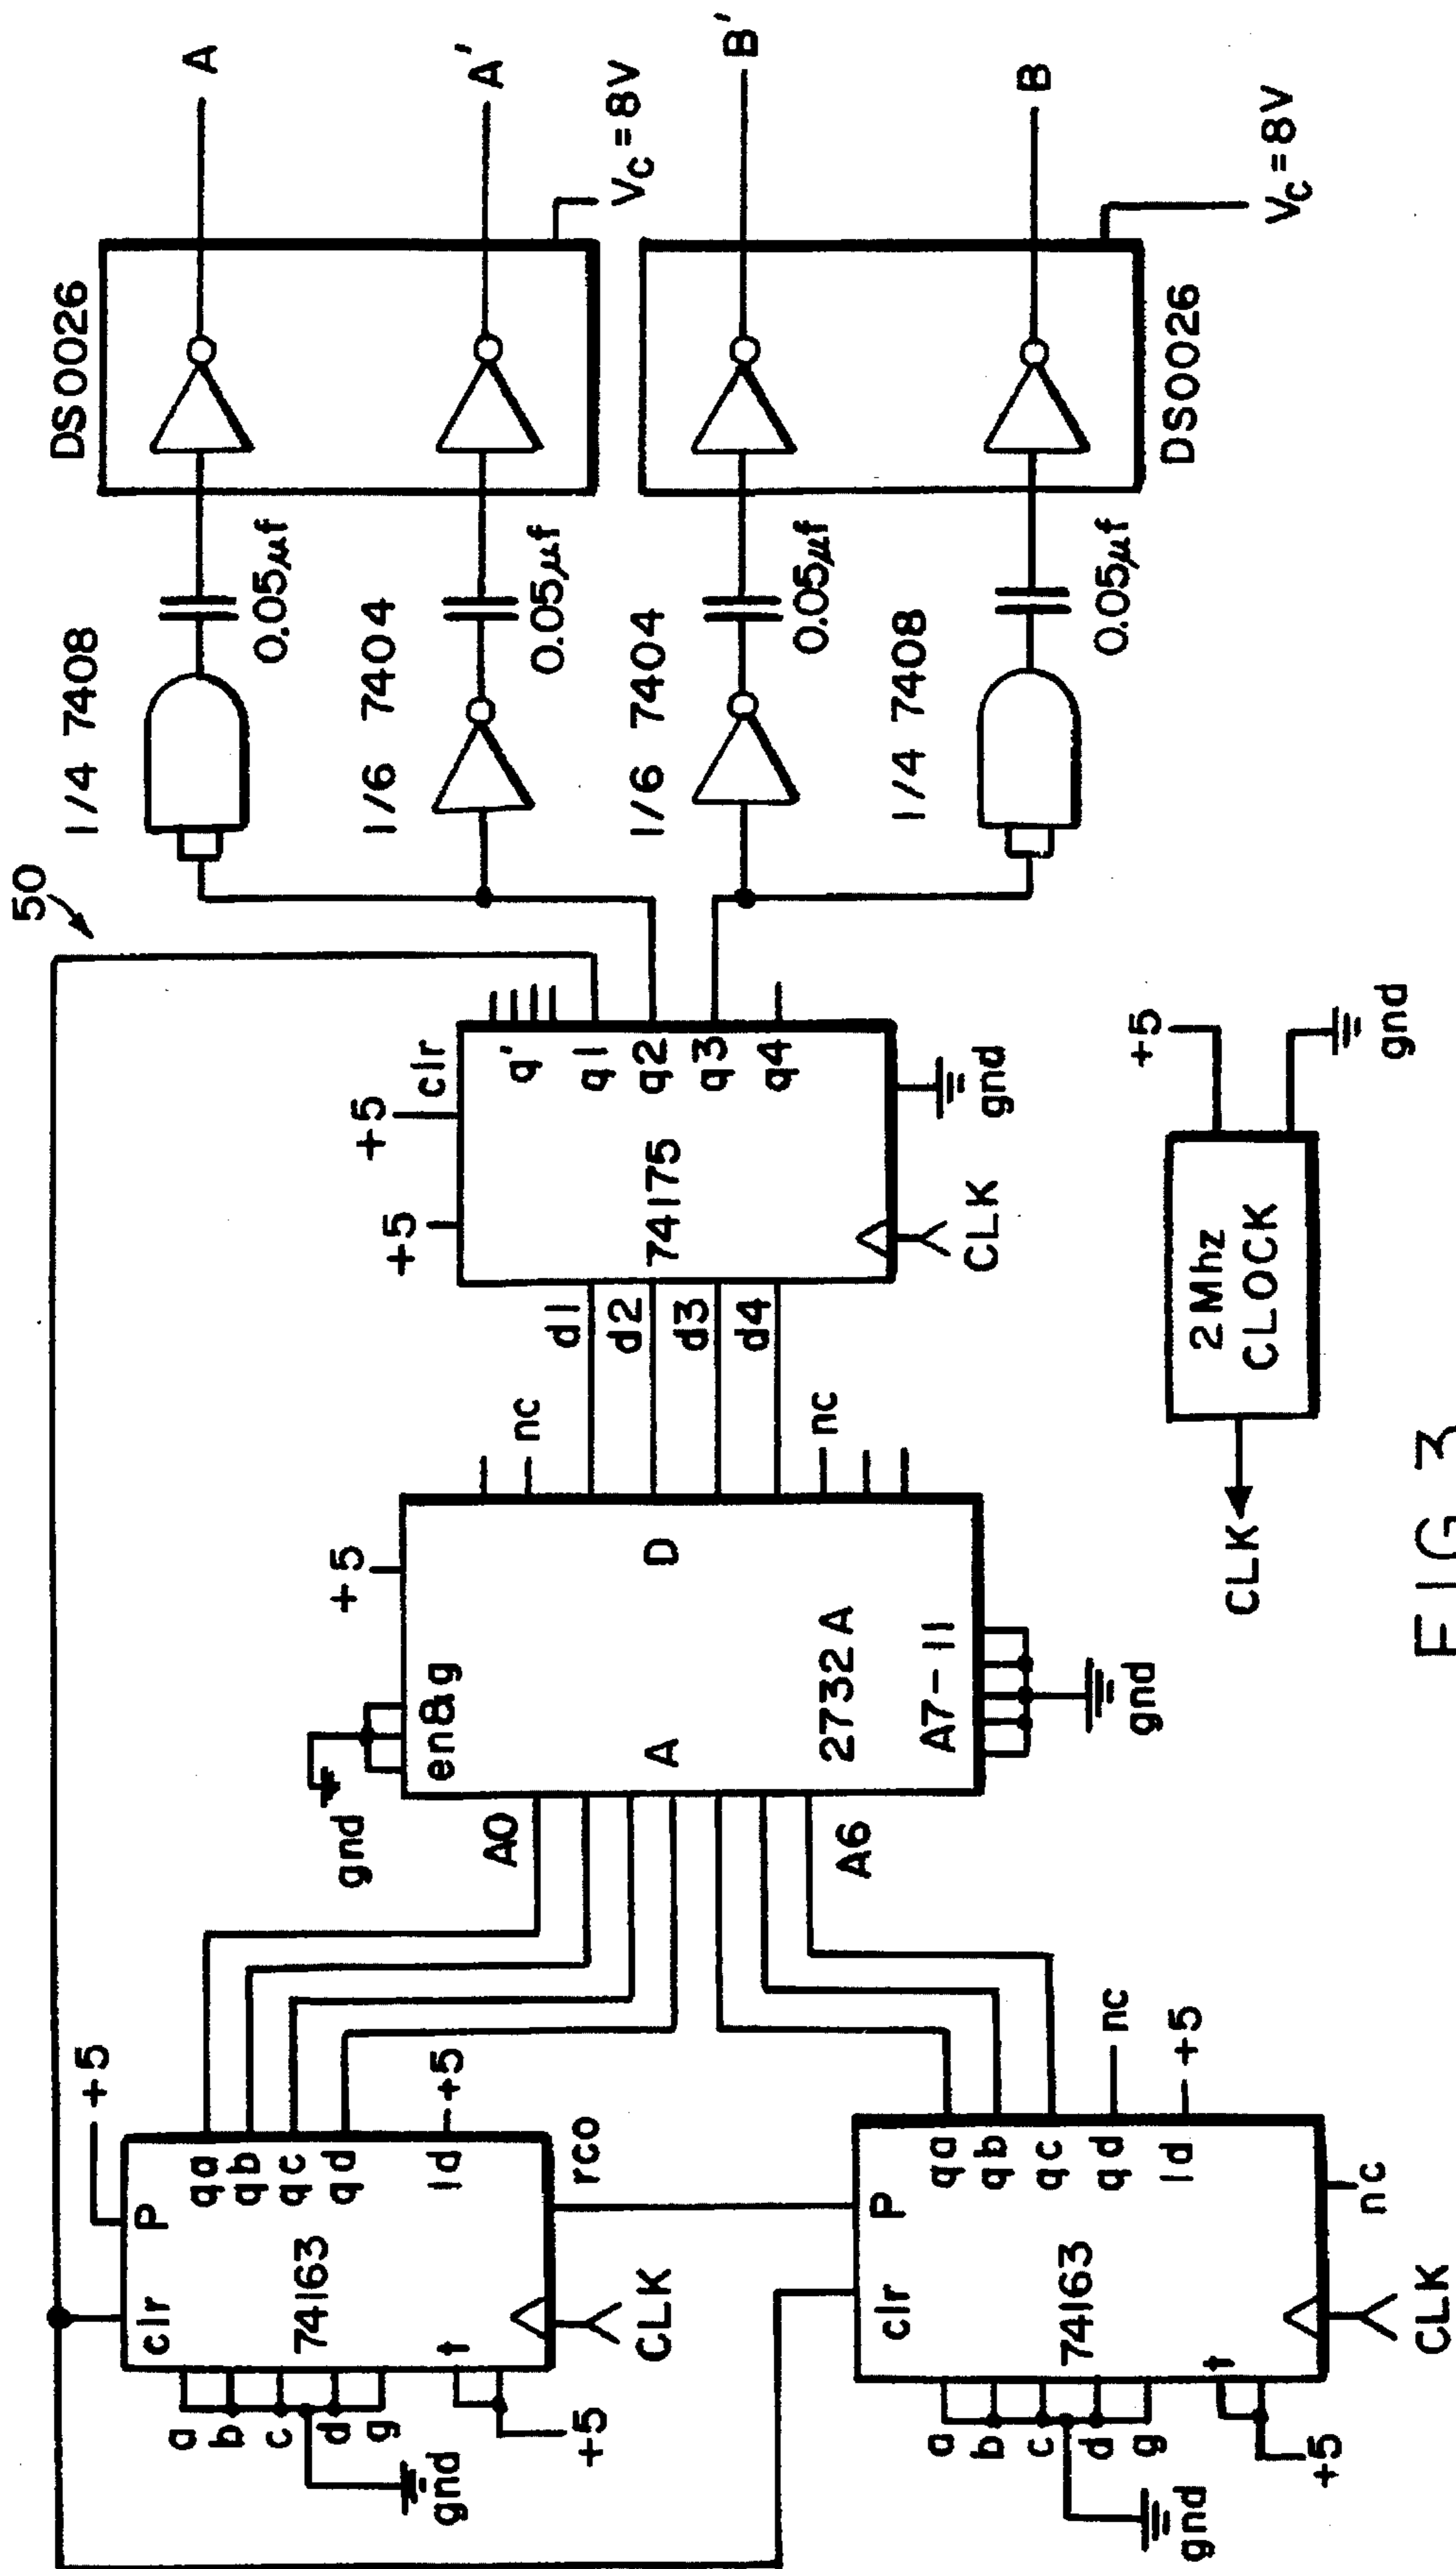 50
+5
clr
P
74163
a
b
c
d
g
gnd
t
+5
CLK
qa
qb
qc
qd
ld
+5
rco
clr
P
74163
a
b
c
d
g
gnd
t
+5
CLK
nc
qa
qb
qc
qd
nc
ld
+5
A0
A6
gnd
en&g
+5
A
D
2732A
A7-11
gnd
nc
nc
d1
d2
d3
d4
+5
+5
clr
74175
q'
q1
q2
q3
q4
CLK
gnd
1/4 7408
0.05μf
1/6 7404
0.05μf
1/6 7404
0.05μf
1/4 7408
0.05μf
DS0026
A
A'
Vc=8V
B'
B
DS0026
Vc=8V
CLK
2Mhz
CLOCK
+5
gnd
FIG 3